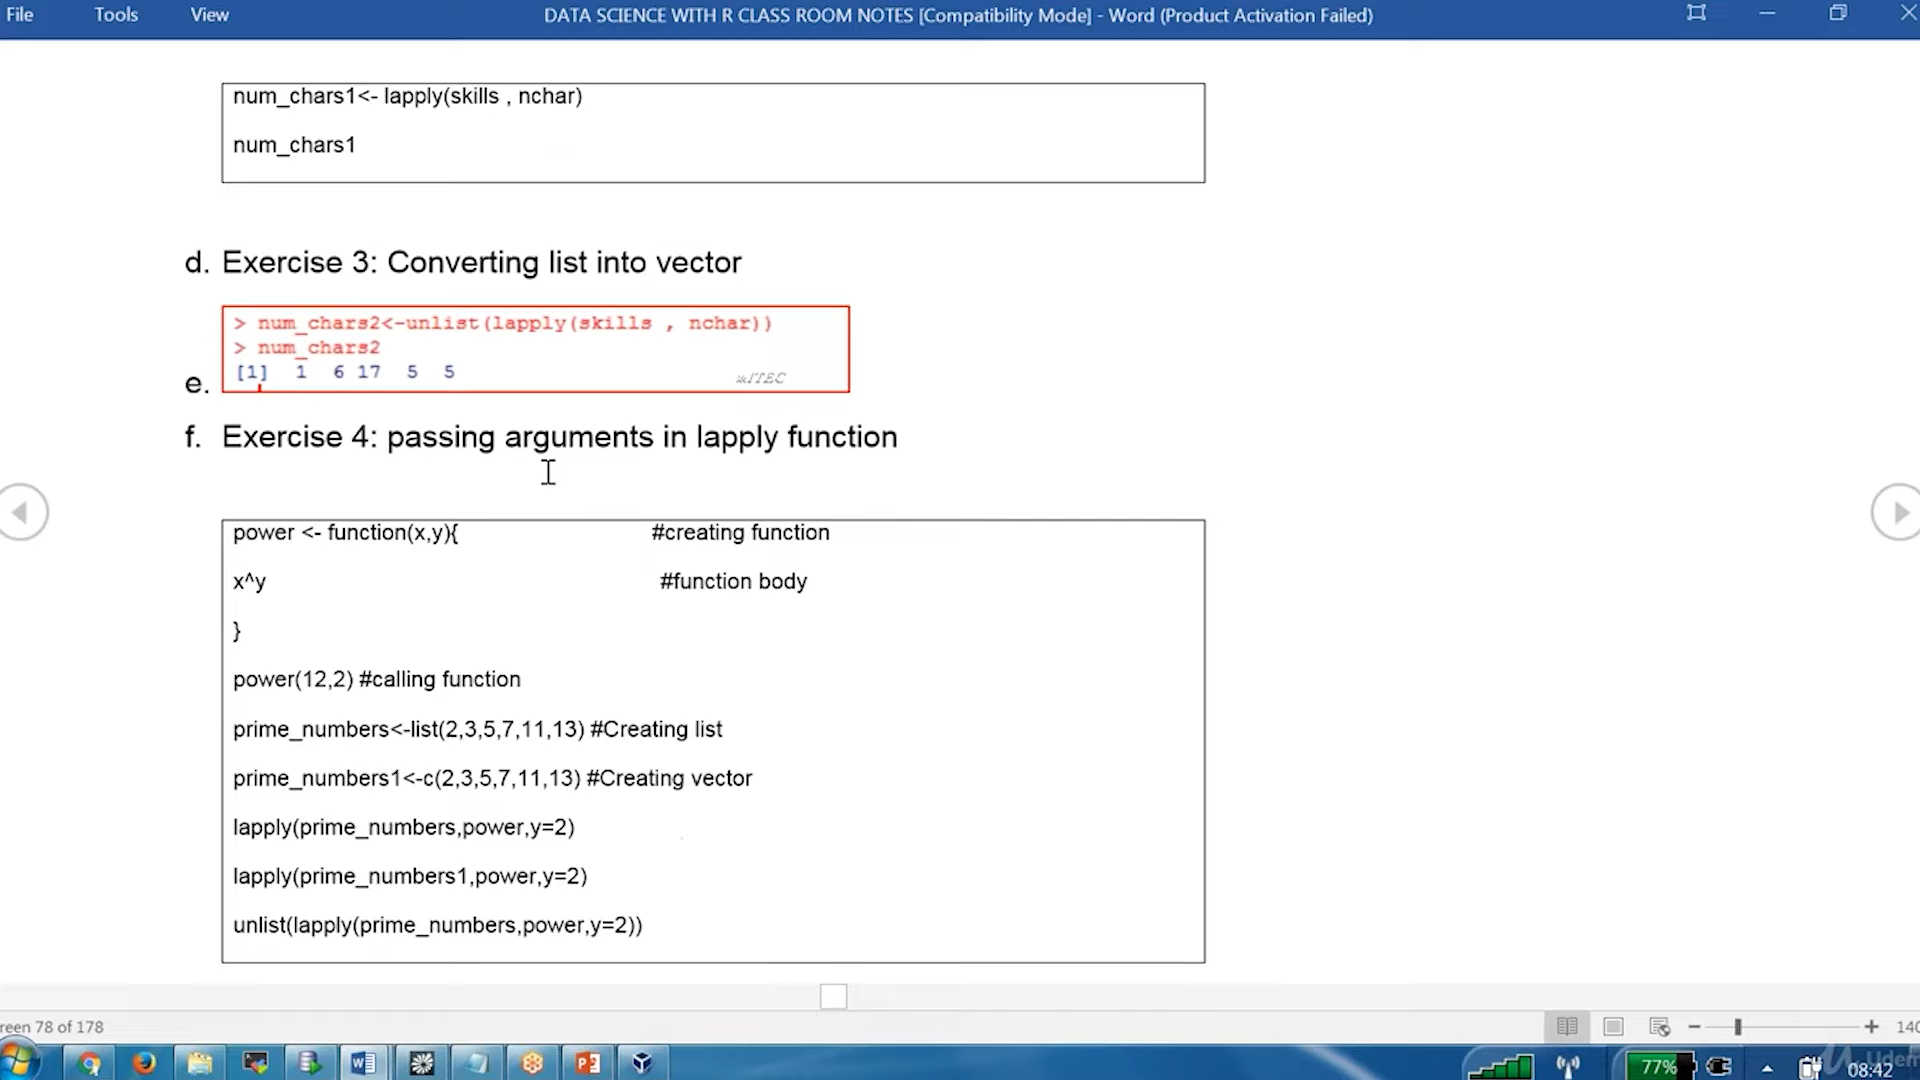 File Tools View DATA SCIENCE WITH R CLASS ROOM NOTES [Compatibility Mode] - Word (Product Activation Failed)
num_chars1<- lapply(skills , nchar)
num_chars1
d. Exercise 3: Converting list into vector
> num_chars2<-unlist(lapply(skills , nchar))
> num_chars2
[1] 1 6 17 5 5
e.
f. Exercise 4: passing arguments in lapply function
power <- function(x,y){ #creating function
x^y #function body
}
power(12,2) #calling function
prime_numbers<-list(2,3,5,7,11,13) #Creating list
prime_numbers1<-c(2,3,5,7,11,13) #Creating vector
lapply(prime_numbers,power,y=2)
lapply(prime_numbers1,power,y=2)
unlist(lapply(prime_numbers,power,y=2))
reen 78 of 178
140
77%
08:42